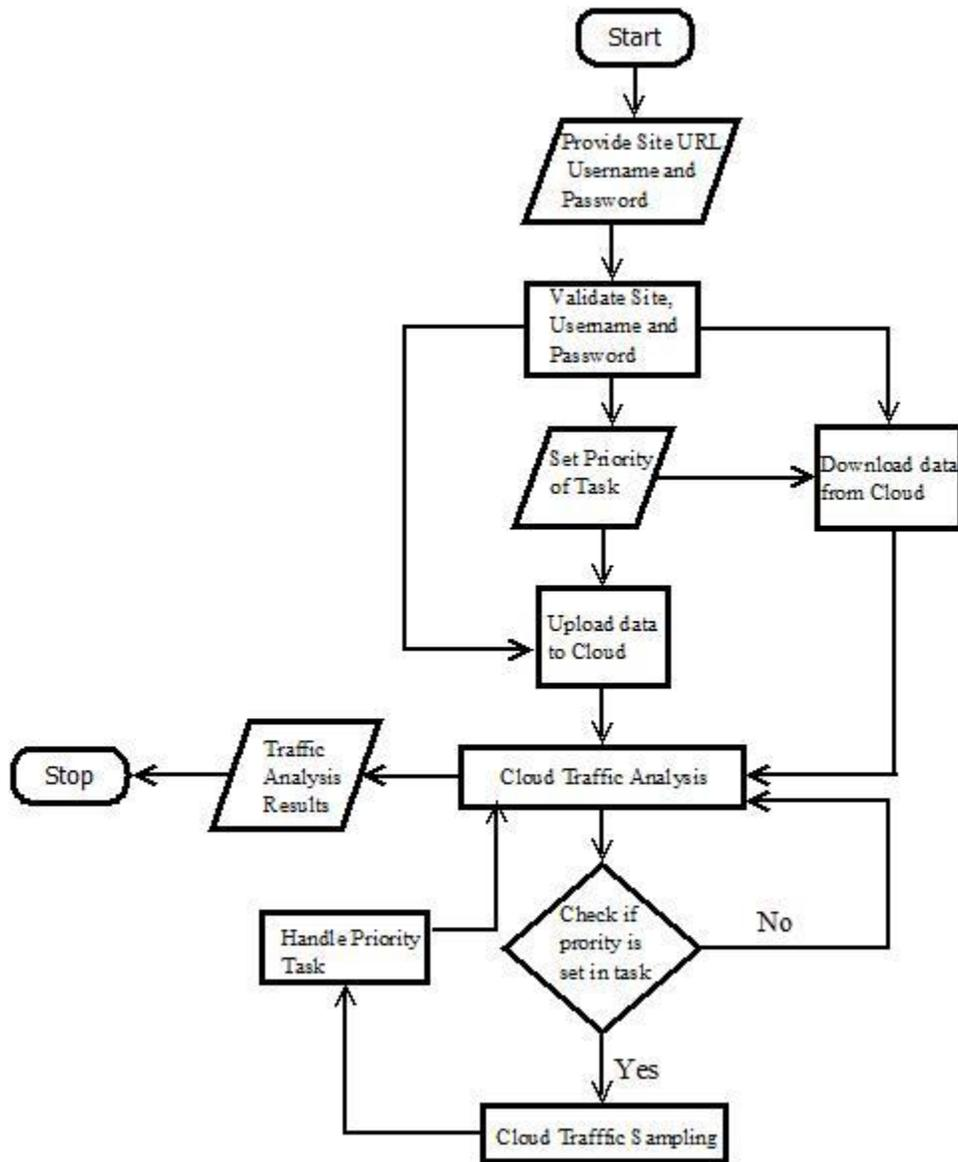 Start
Provide Site URL
Username and
Password
Validate Site,
Username and
Password
Set Priority
of Task
Download data
from Cloud
Upload data
to Cloud
Cloud Traffic Analysis
Traffic
Analysis
Results
Stop
Check if
prority is
set in task
No
Handle Priority
Task
Yes
Cloud Trafffic Sampling